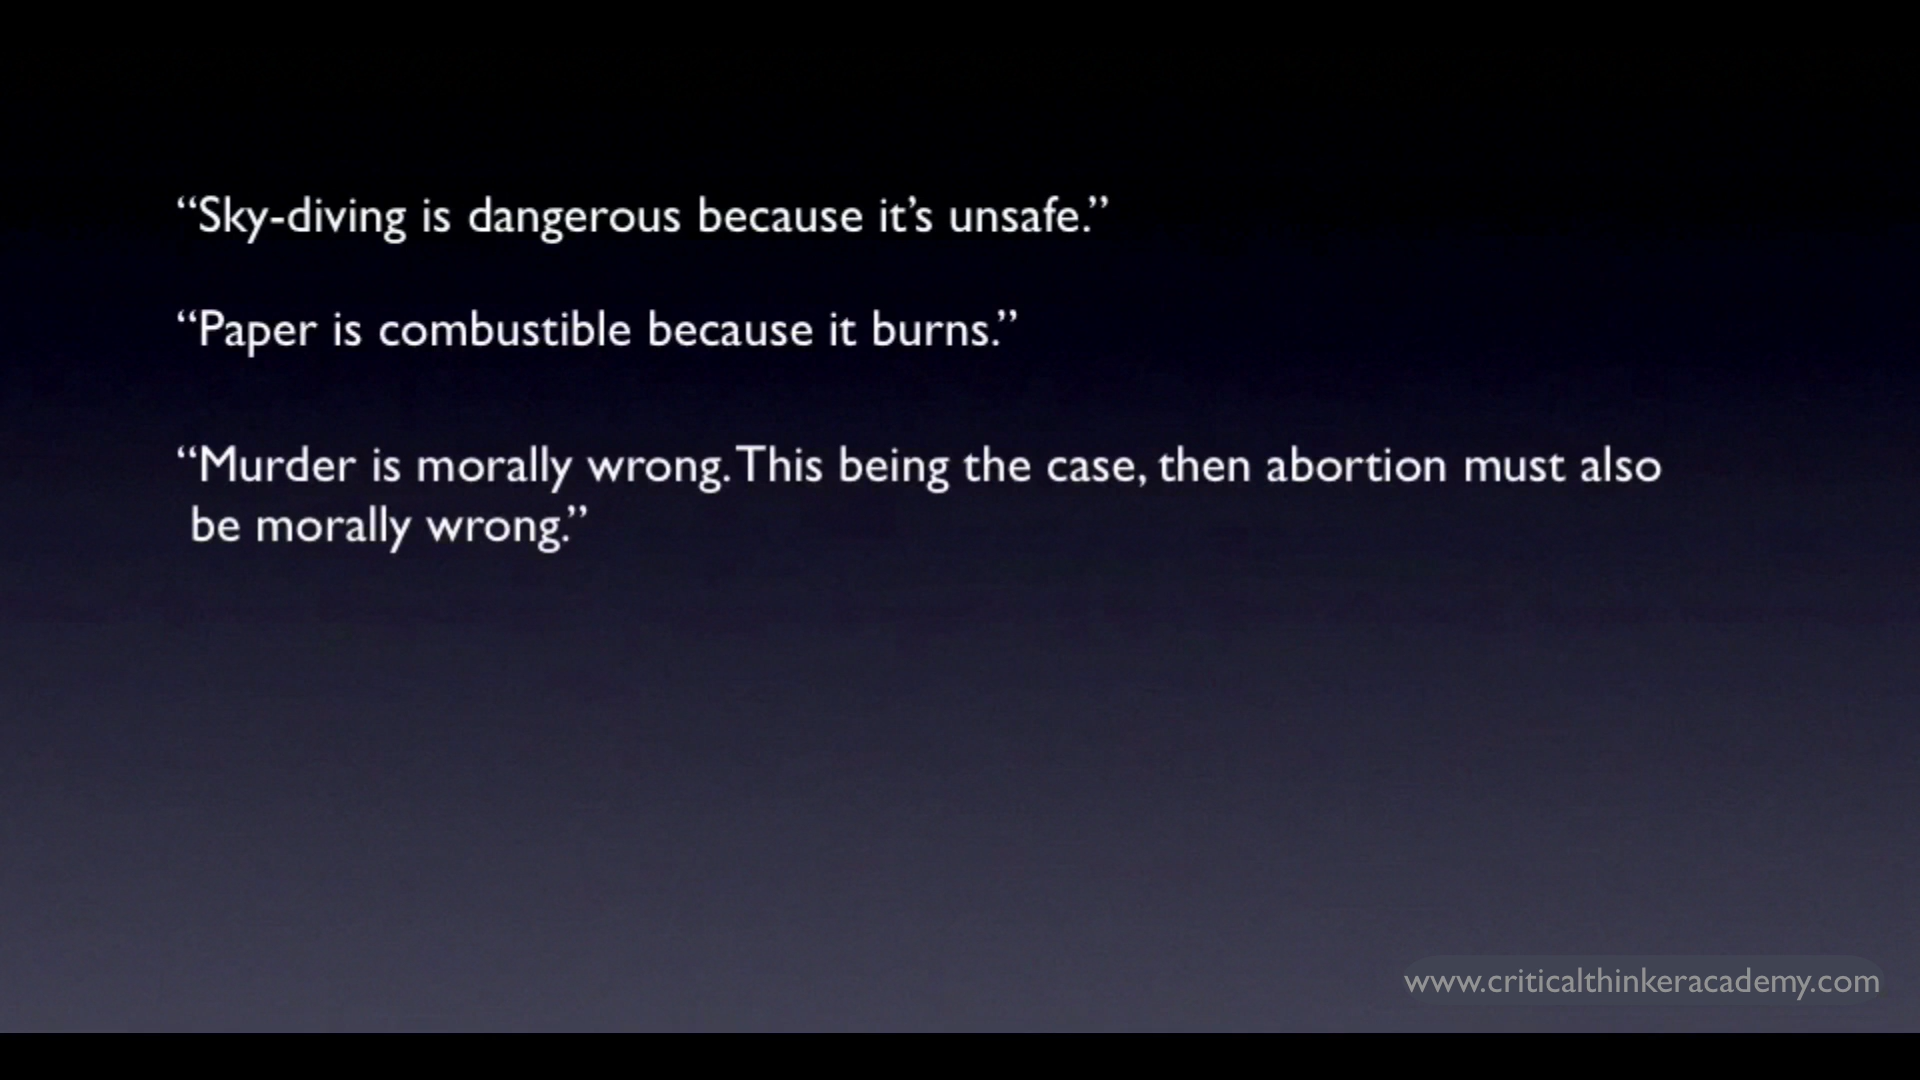 “Sky-diving is dangerous because it’s unsafe.”
“Paper is combustible because it burns.”
“Murder is morally wrong. This being the case, then abortion must also
be morally wrong.”
www.criticalthinkeracademy.com